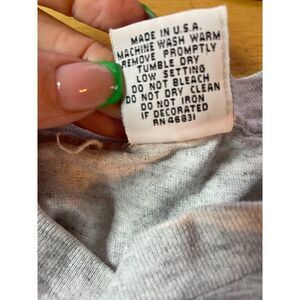 MADE IN U.S.A.
MACHINE WASH WARM
REMOVE PROMPTLY
TUMBLE DRY
LOW SETTING
DO NOT BLEACH
DO NOT DRY CLEAN
DO NOT IRON
IF DECORATED
RN 46831